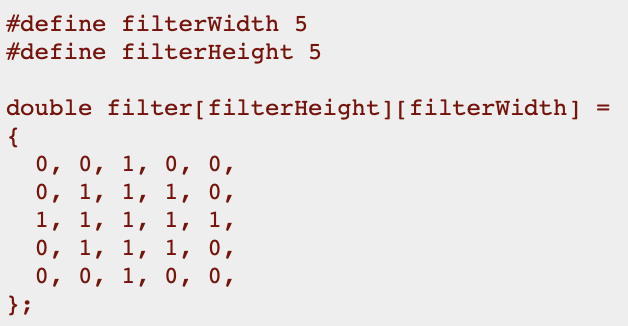 #define filterWidth 5
#define filterHeight 5

double filter[filterHeight][filterWidth] =
{
  0, 0, 1, 0, 0,
  0, 1, 1, 1, 0,
  1, 1, 1, 1, 1,
  0, 1, 1, 1, 0,
  0, 0, 1, 0, 0,
};